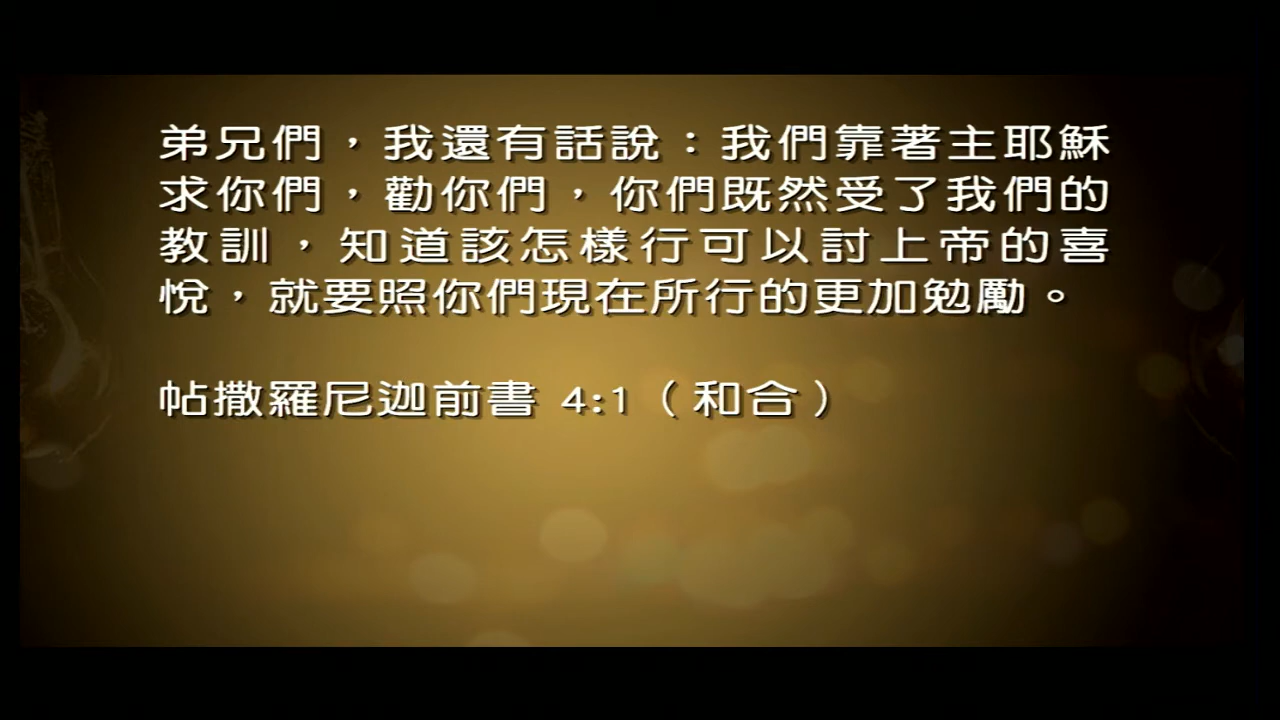 弟兄們，我還有話說：我們靠著主耶穌
求你們，勸你們，你們既然受了我們的
教訓，知道該怎樣行可以討上帝的喜
悅，就要照你們現在所行的更加勉勵。
帖撒羅尼迦前書 4:1（和合）